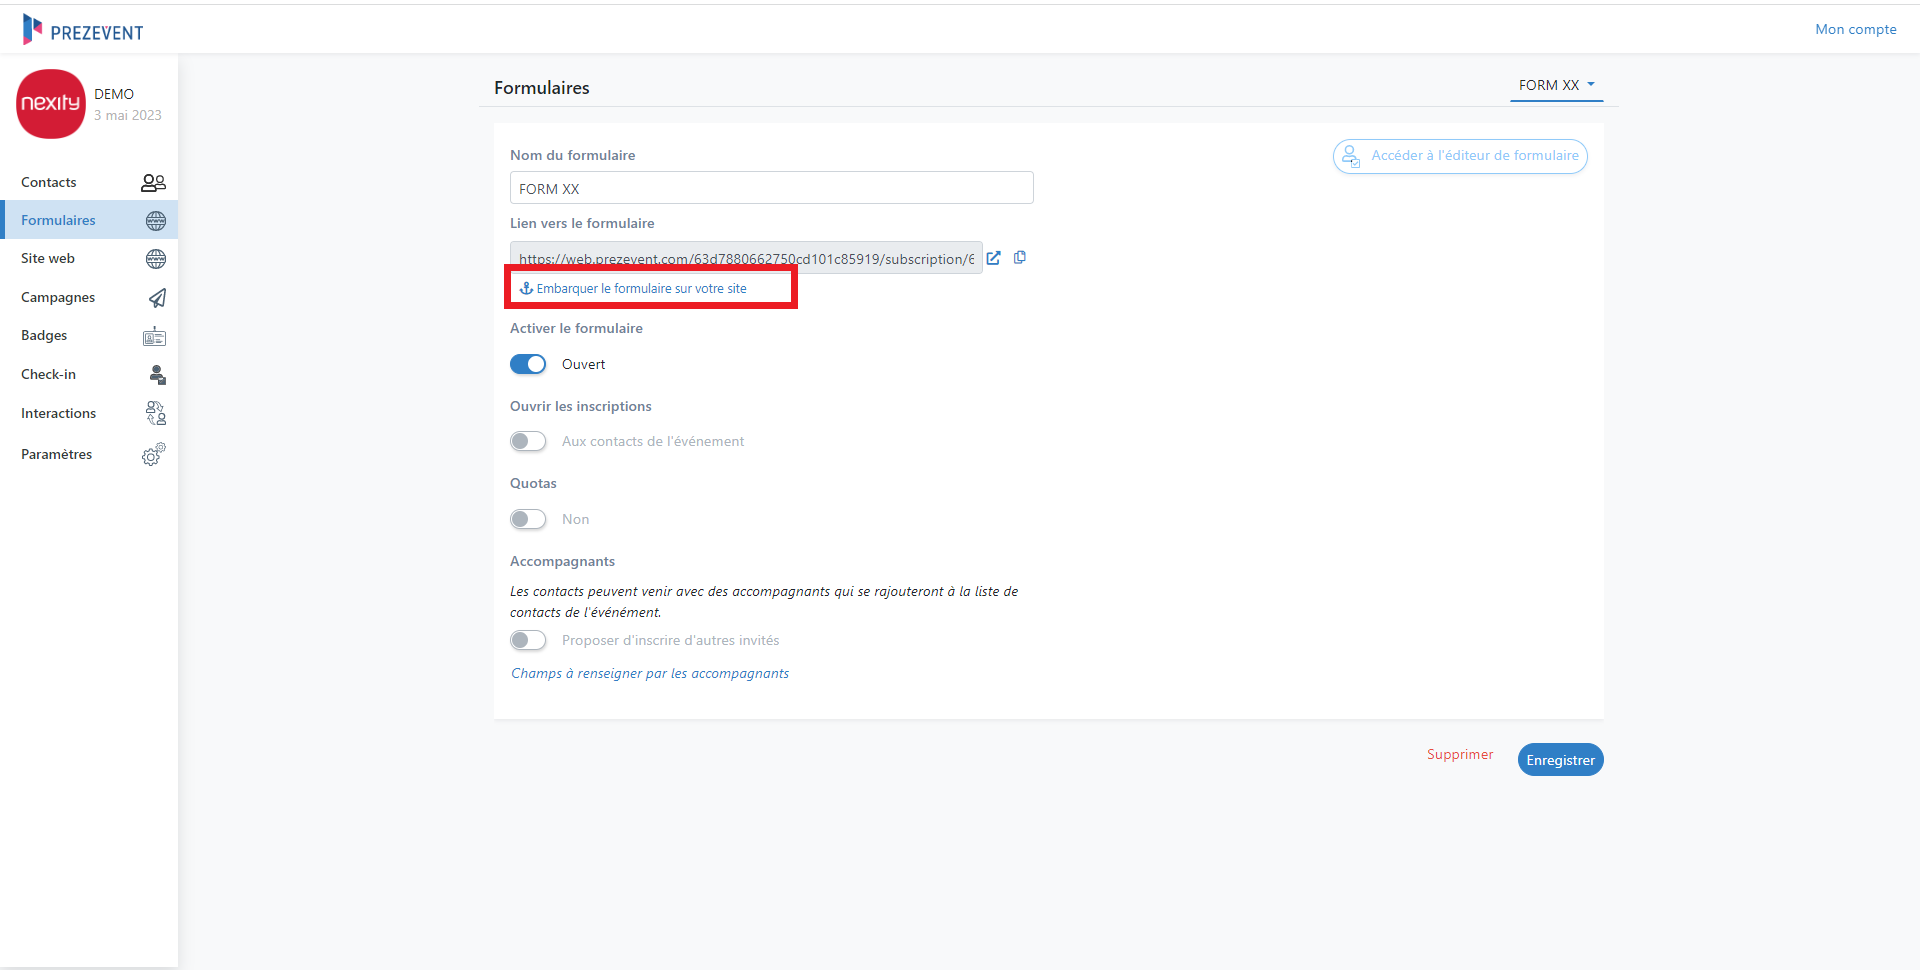 PREZEVENT
Mon compte
nexity
DEMO
3 mai 2023
Contacts
Formulaires
Site web
Campagnes
Badges
Check-in
Interactions
Paramètres
Formulaires
FORM XX
Nom du formulaire
Accéder à l'éditeur de formulaire
FORM XX
Lien vers le formulaire
https://web.prezevent.com/63d7880662750cd101c85919/subscription/6
Embarquer le formulaire sur votre site
Activer le formulaire
Ouvert
Ouvrir les inscriptions
Aux contacts de l'événement
Quotas
Non
Accompagnants
Les contacts peuvent venir avec des accompagnants qui se rajouteront à la liste de
contacts de l'événément.
Proposer d'inscrire d'autres invités
Champs à renseigner par les accompagnants
Supprimer
Enregistrer